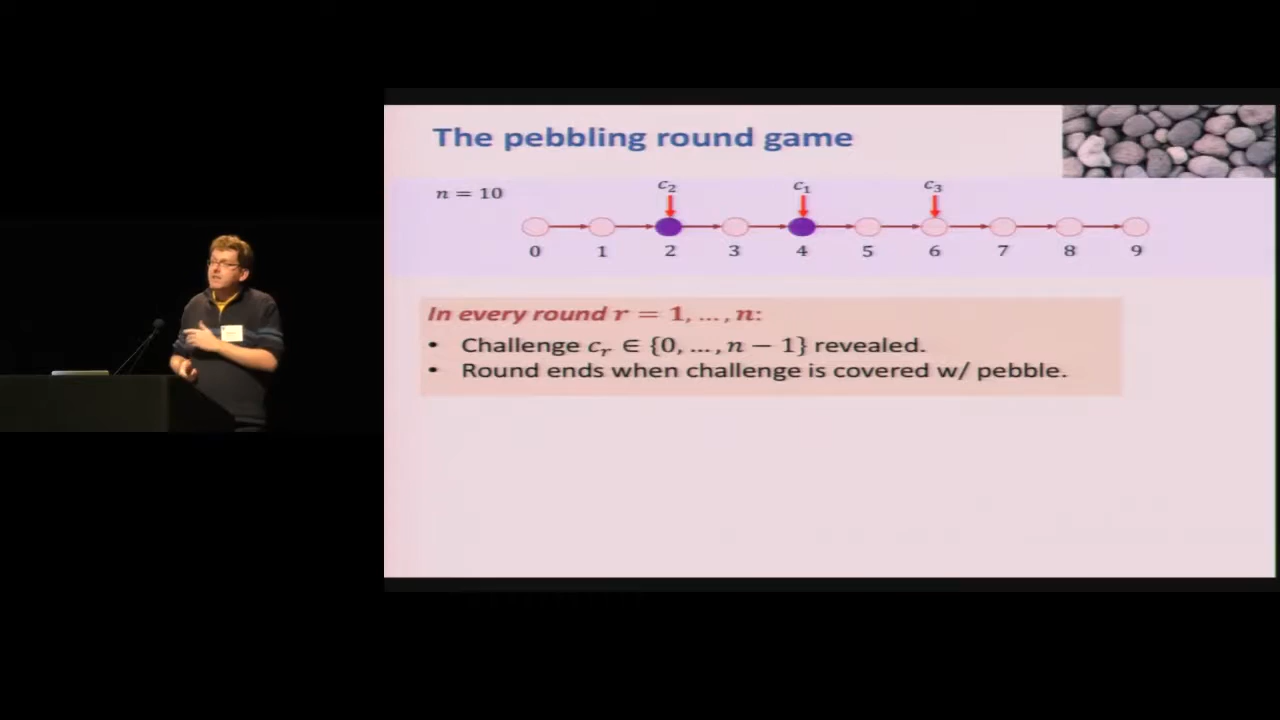 The pebbling round game
n = 10
c₂ c₁ c₃
0 1 2 3 4 5 6 7 8 9
In every round r = 1, ..., n:
• Challenge cᵣ ∈ {0, ..., n − 1} revealed.
• Round ends when challenge is covered w/ pebble.